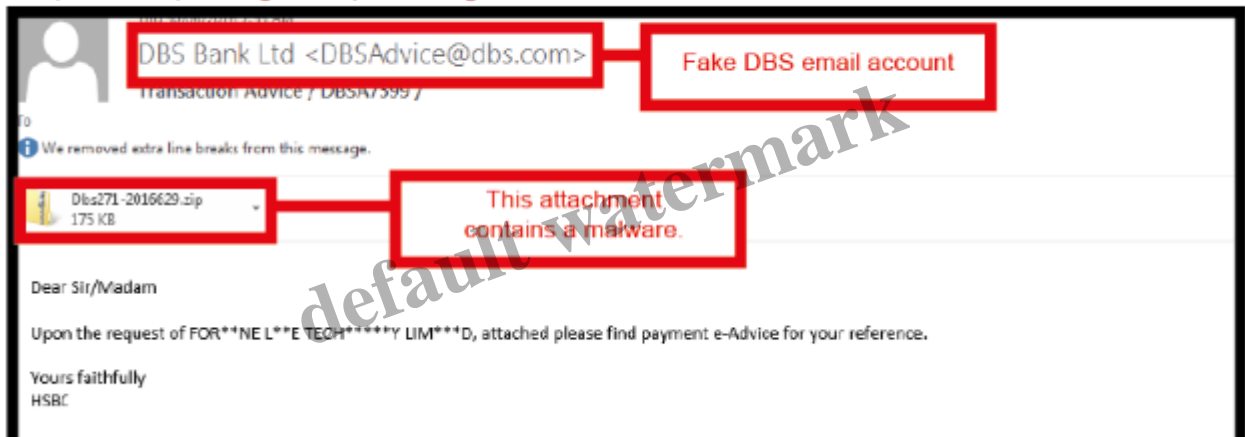 DBS Bank Ltd <DBSAdvice@dbs.com>
Fake DBS email account
Transaction Advice / DBSA7599 /
To
We removed extra line breaks from this message.
Dbs271-2016629.zip
175 KB
This attachment
contains a malware.
default watermark
Dear Sir/Madam
Upon the request of FOR**NE L**E TECH*****Y LIM***D, attached please find payment e-Advice for your reference.
Yours faithfully
HSBC